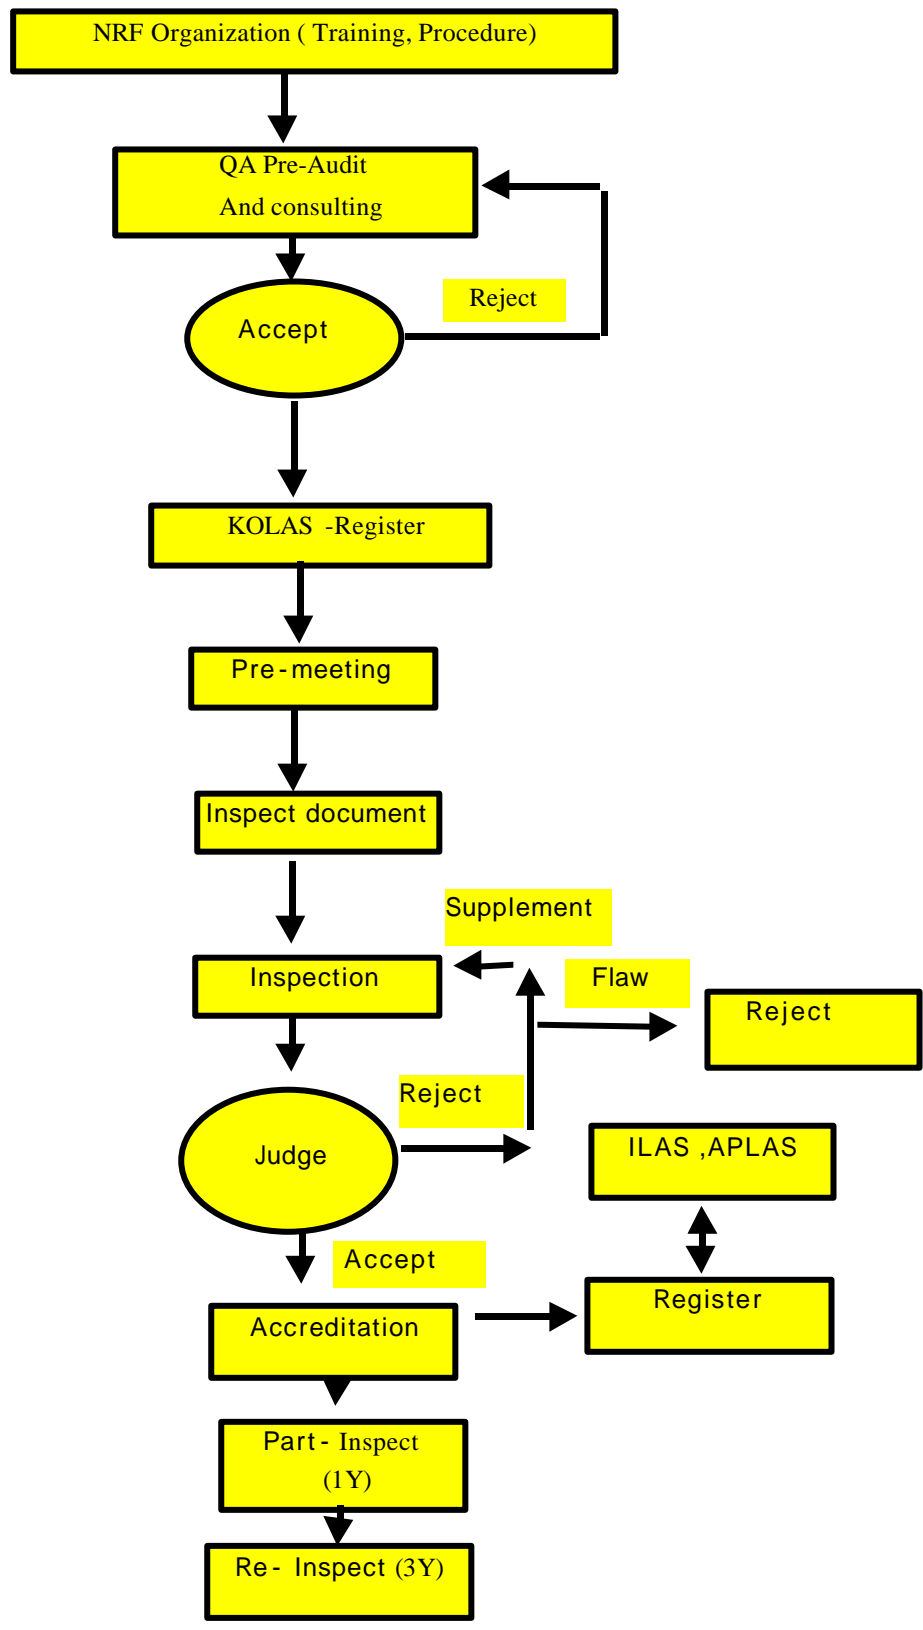 NRF Organization ( Training, Procedure)
QA Pre-Audit
And consulting
Reject
Accept
KOLAS -Register
Pre-meeting
Inspect document
Supplement
Inspection
Flaw
Reject
Reject
Judge
ILAS ,APLAS
Accept
Register
Accreditation
Part- Inspect
(1Y)
Re- Inspect (3Y)